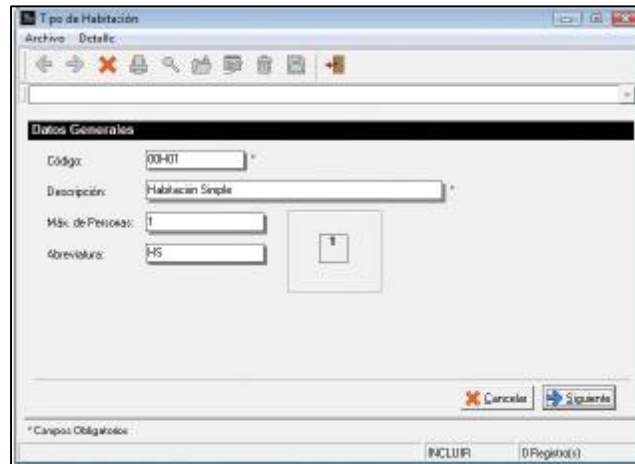 Tipo de Habitación
Archivo Detalle
Datos Generales
Código: 00H01 *
Descripción: Habitación Simple *
Máx. de Personas: 1
Abreviatura: HS
1
Cancelar Siguiente
* Campos Obligatorios
INCLUIR 0 Registro(s)